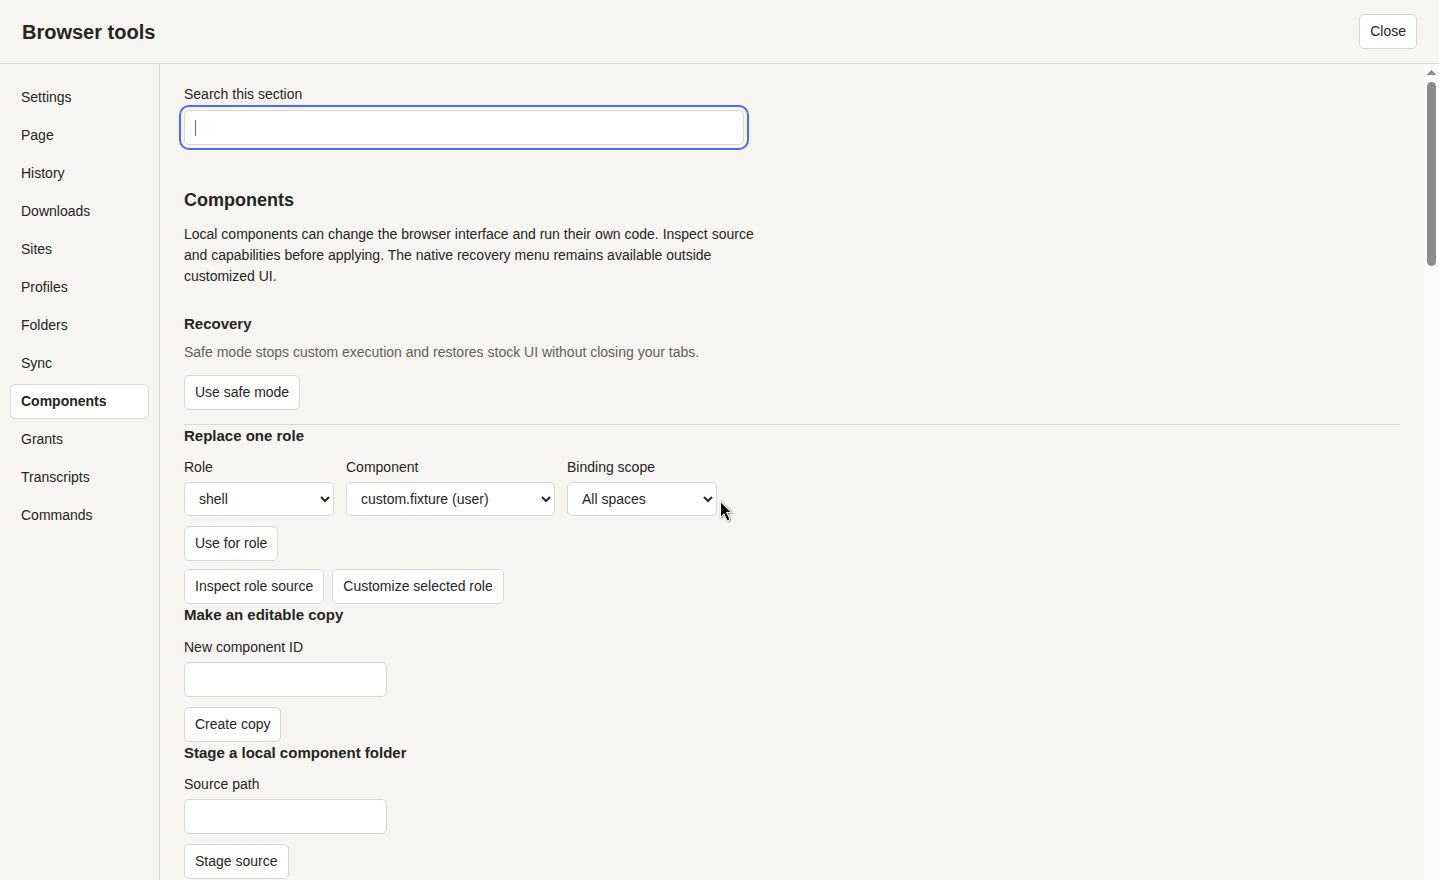 Browser tools
Close
Settings
Page
History
Downloads
Sites
Profiles
Folders
Sync
Components
Grants
Transcripts
Commands
Search this section
Components
Local components can change the browser interface and run their own code. Inspect source
and capabilities before applying. The native recovery menu remains available outside
customized UI.
Recovery
Safe mode stops custom execution and restores stock UI without closing your tabs.
Use safe mode
Replace one role
Role Component Binding scope
shell custom.fixture (user) All spaces
Use for role
Inspect role source Customize selected role
Make an editable copy
New component ID
Create copy
Stage a local component folder
Source path
Stage source